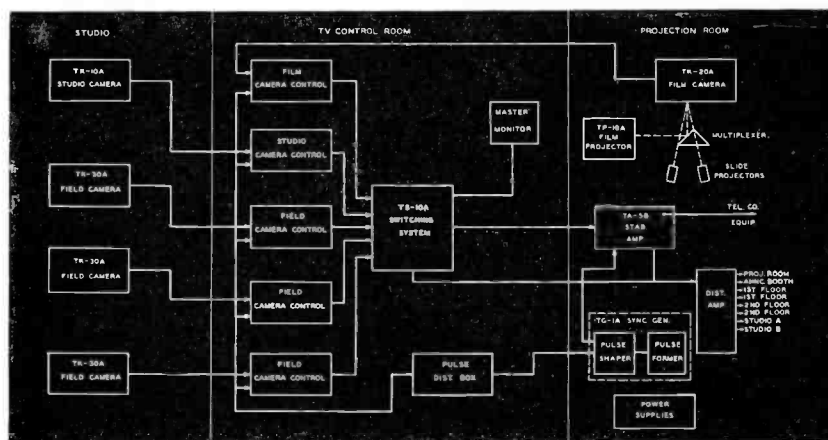 STUDIO
TV CONTROL ROOM
PROJECTION ROOM
TK-10A
STUDIO CAMERA
TK-30A
FIELD CAMERA
TK-30A
FIELD CAMERA
TK-30A
FIELD CAMERA
FILM
CAMERA CONTROL
STUDIO
CAMERA CONTROL
FIELD
CAMERA CONTROL
FIELD
CAMERA CONTROL
FIELD
CAMERA CONTROL
MASTER
MONITOR
TS-10A
SWITCHING
SYSTEM
PULSE
DIST. BOX
TK-20A
FILM CAMERA
TP-18A
FILM
PROJECTOR
MULTIPLEXER
SLIDE
PROJECTORS
TA-5B
STAB
AMP
TEL. CO.
EQUIP.
DIST.
AMP
PROJ. ROOM
ANNC. BOOTH
1ST FLOOR
1ST FLOOR
2ND FLOOR
2ND FLOOR
STUDIO A
STUDIO B
TG-1A SYNC GEN.
PULSE
SHAPER
PULSE
FORMER
POWER
SUPPLIES